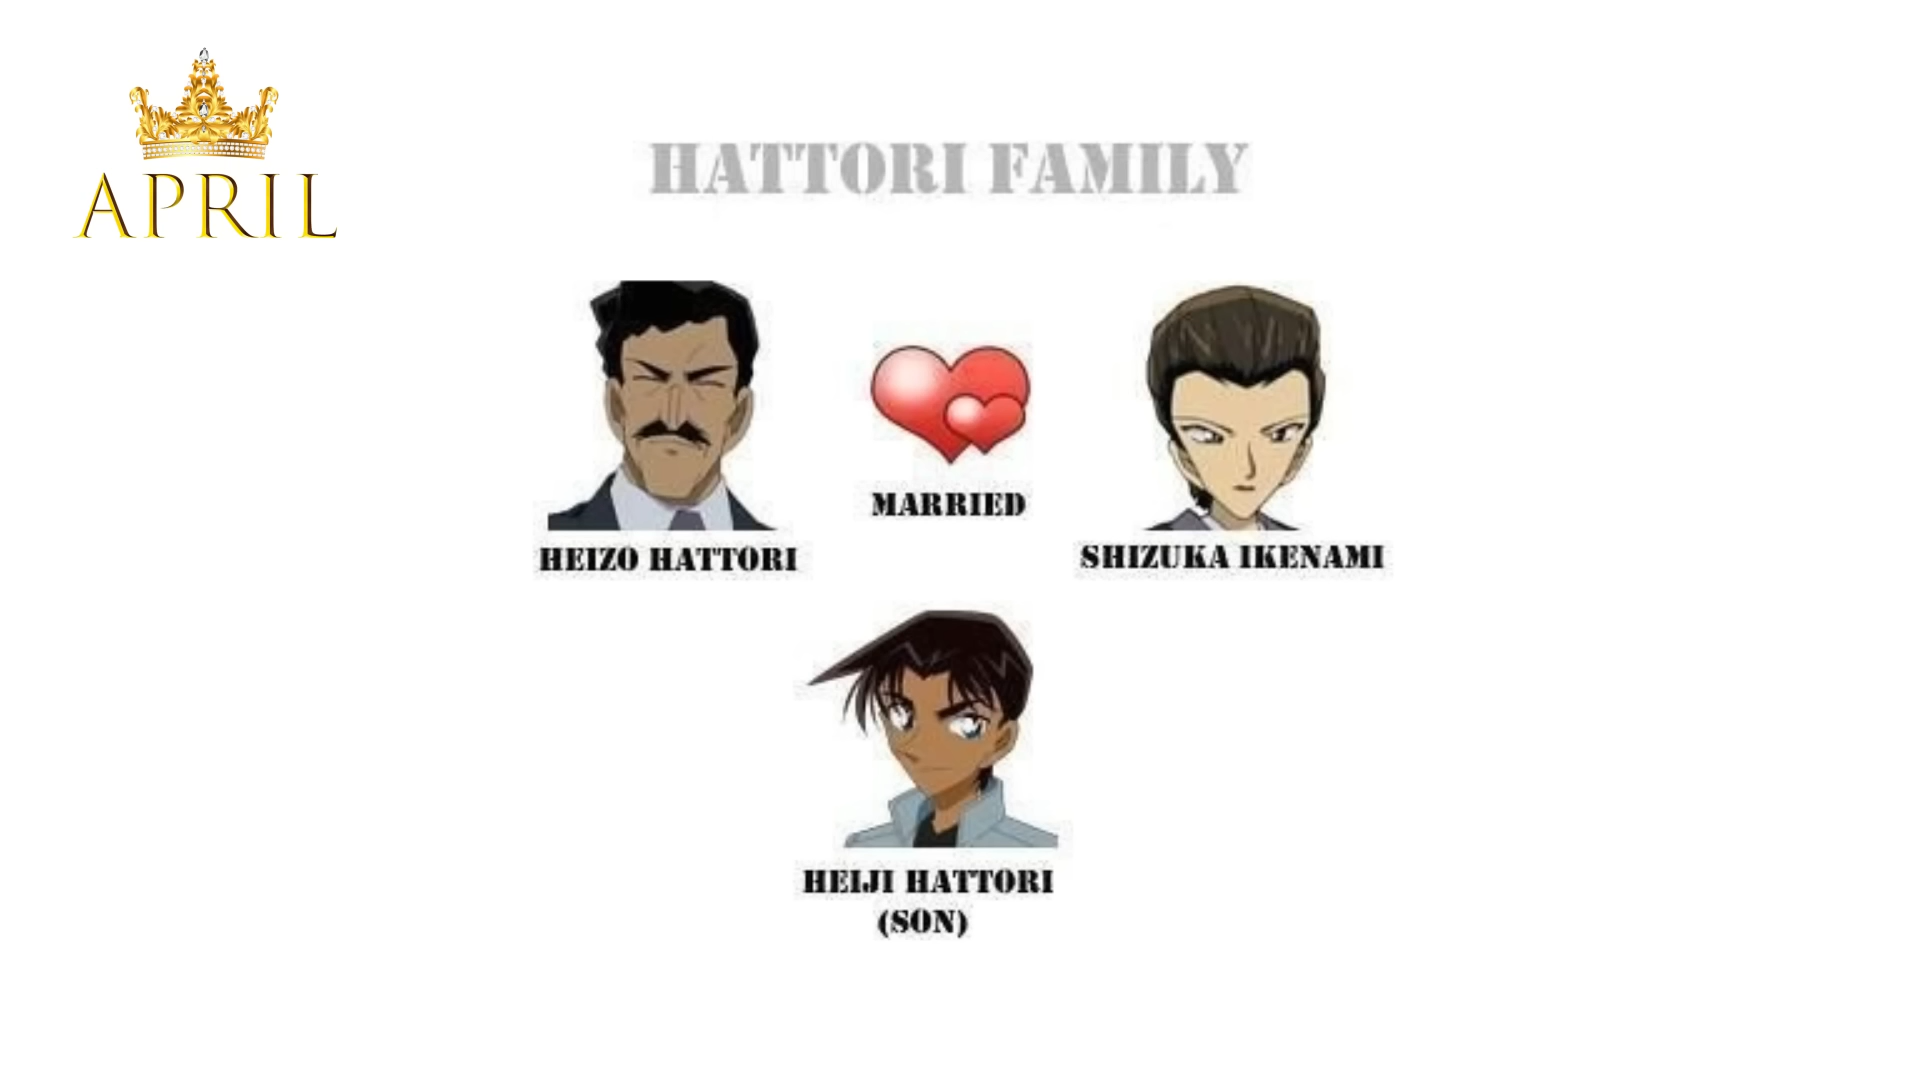 APRIL
HATTORI FAMILY
MARRIED
HEIZO HATTORI
SHIZUKA IKENAMI
HEIJI HATTORI
(SON)